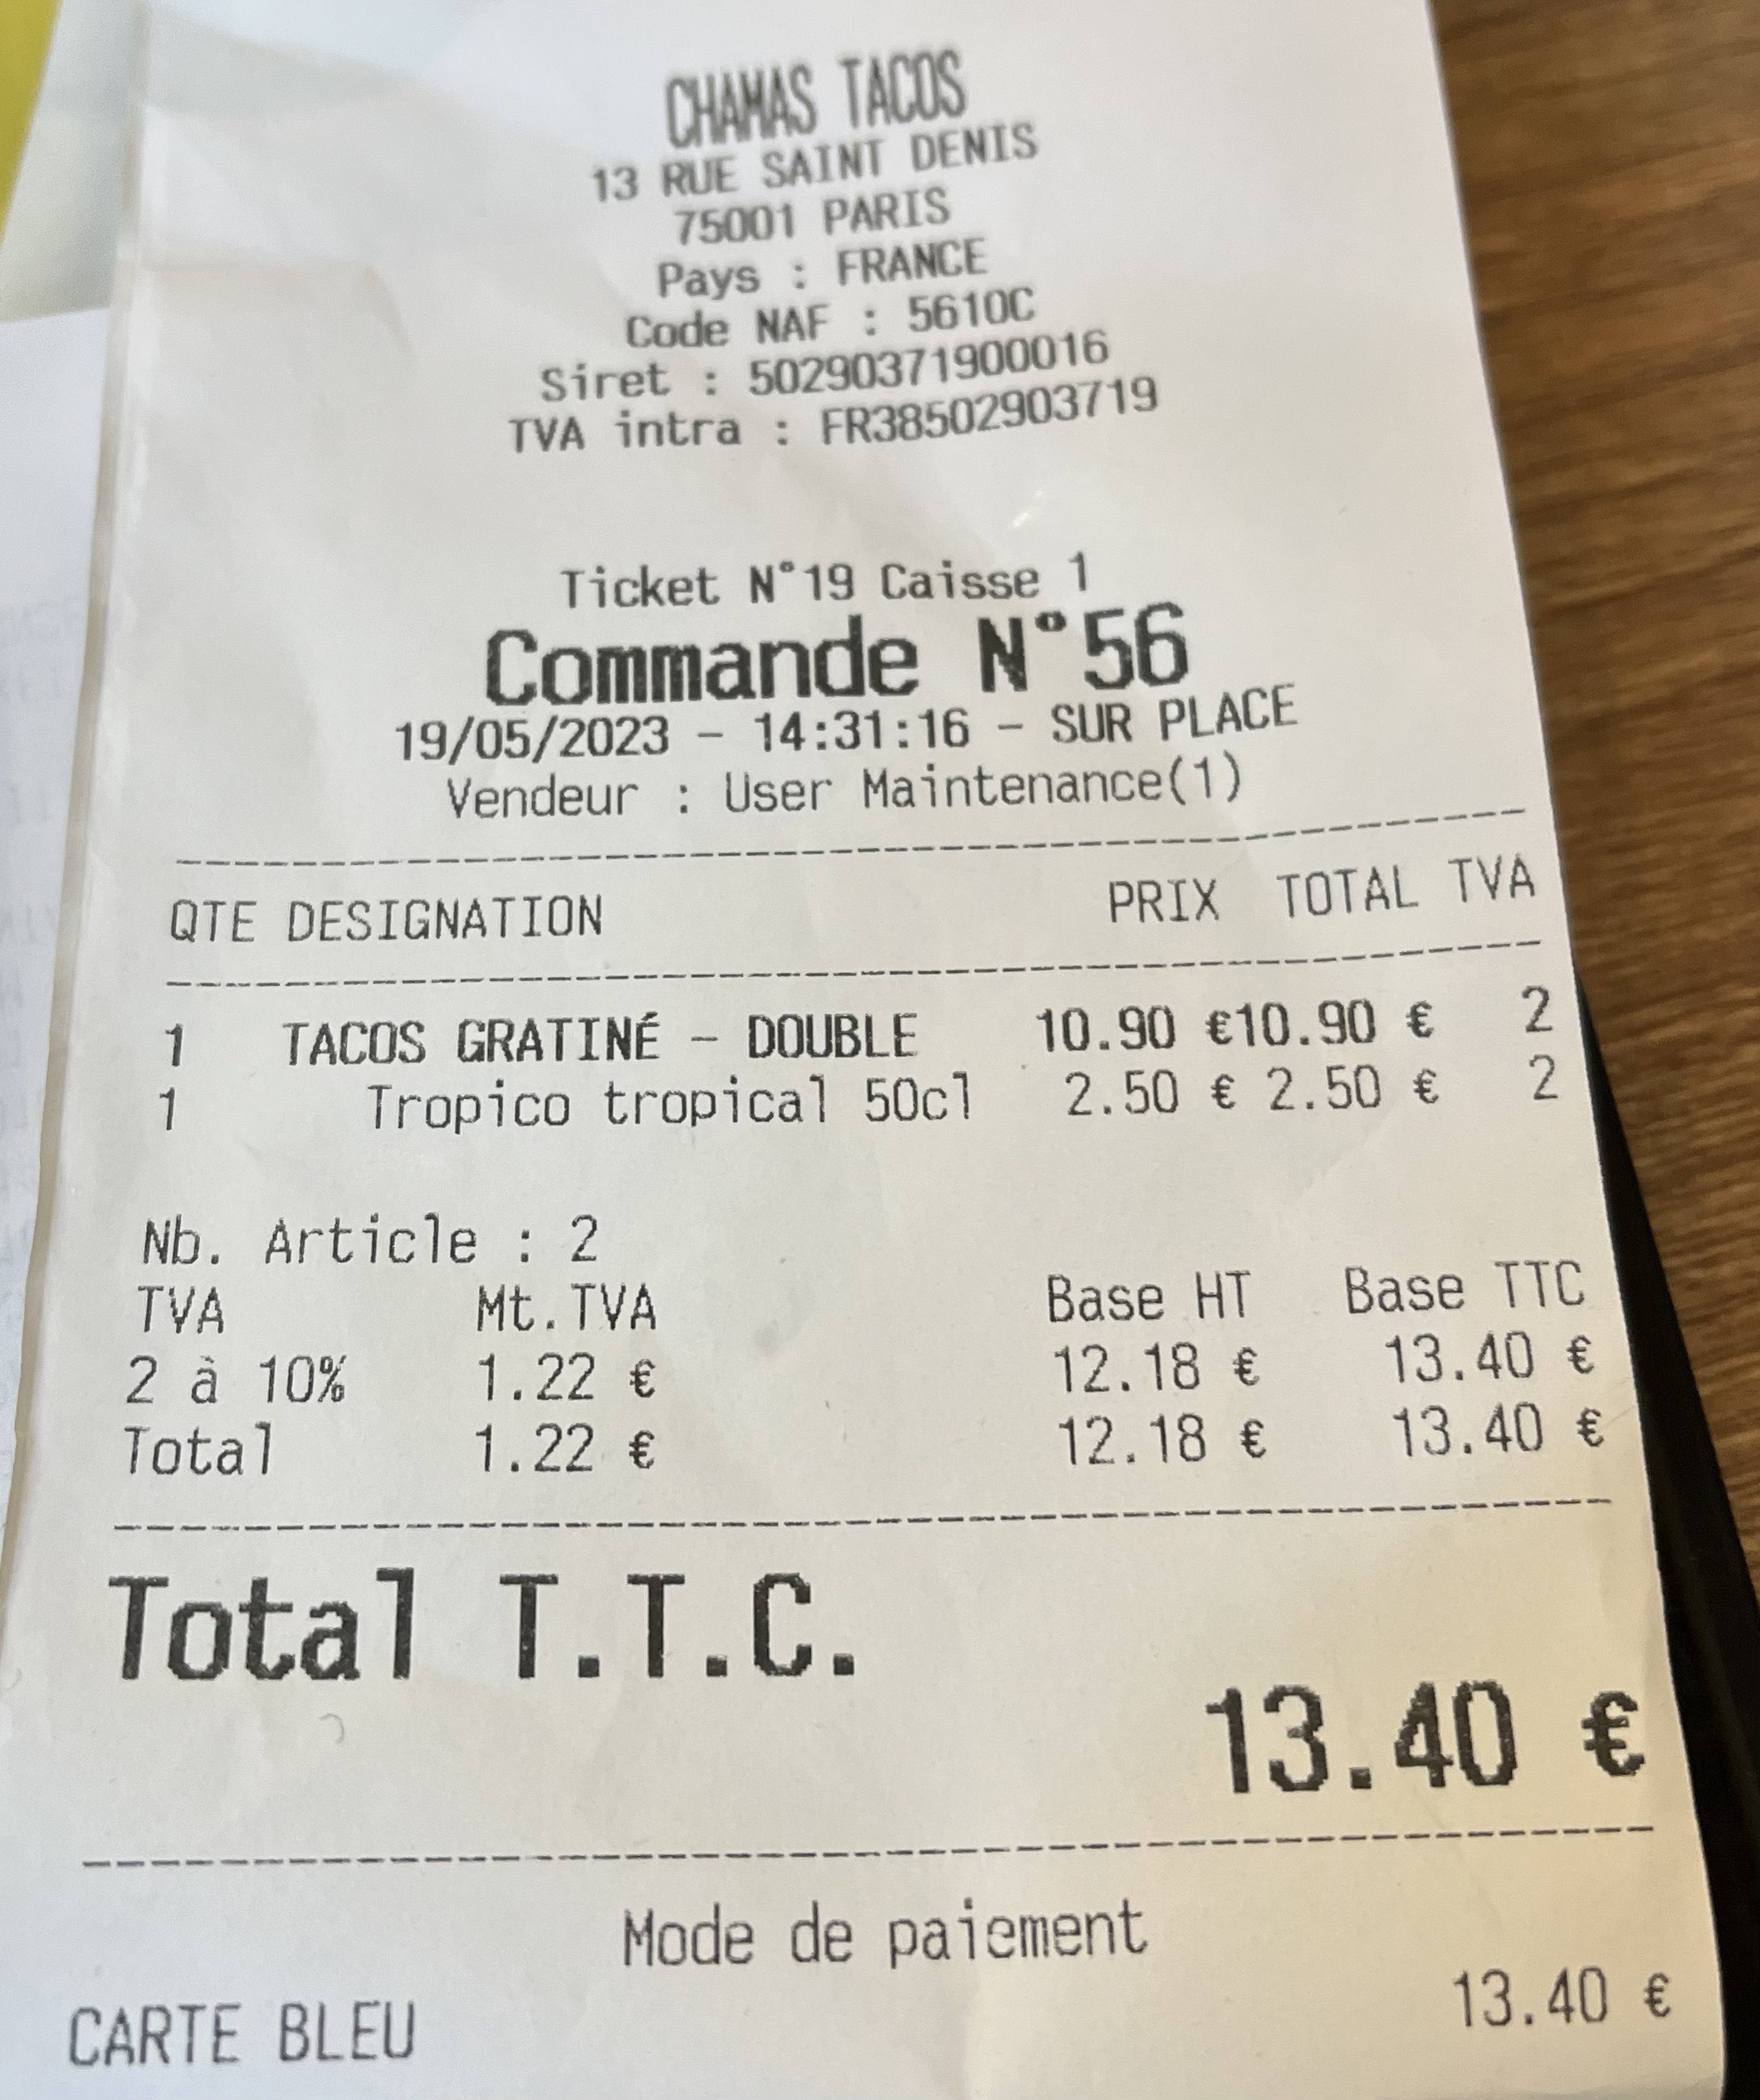 CHAMAS TACOS
13 RUE SAINT DENIS
75001 PARIS
Pays : FRANCE
Code NAF : 5610C
Siret : 50290371900016
TVA intra : FR38502903719
Ticket N°19 Caisse 1
Commande N°56
19/05/2023 - 14:31:16 - SUR PLACE
Vendeur : User Maintenance(1)
QTE DESIGNATION PRIX TOTAL TVA
1 TACOS GRATINÉ - DOUBLE 10.90 €10.90 € 2
1 Tropico tropical 50cl 2.50 € 2.50 € 2
Nb. Article : 2
TVA Mt.TVA Base HT Base TTC
2 à 10% 1.22 € 12.18 € 13.40 €
Total 1.22 € 12.18 € 13.40 €
Total T.T.C.
13.40 €
Mode de paiement
CARTE BLEU 13.40 €